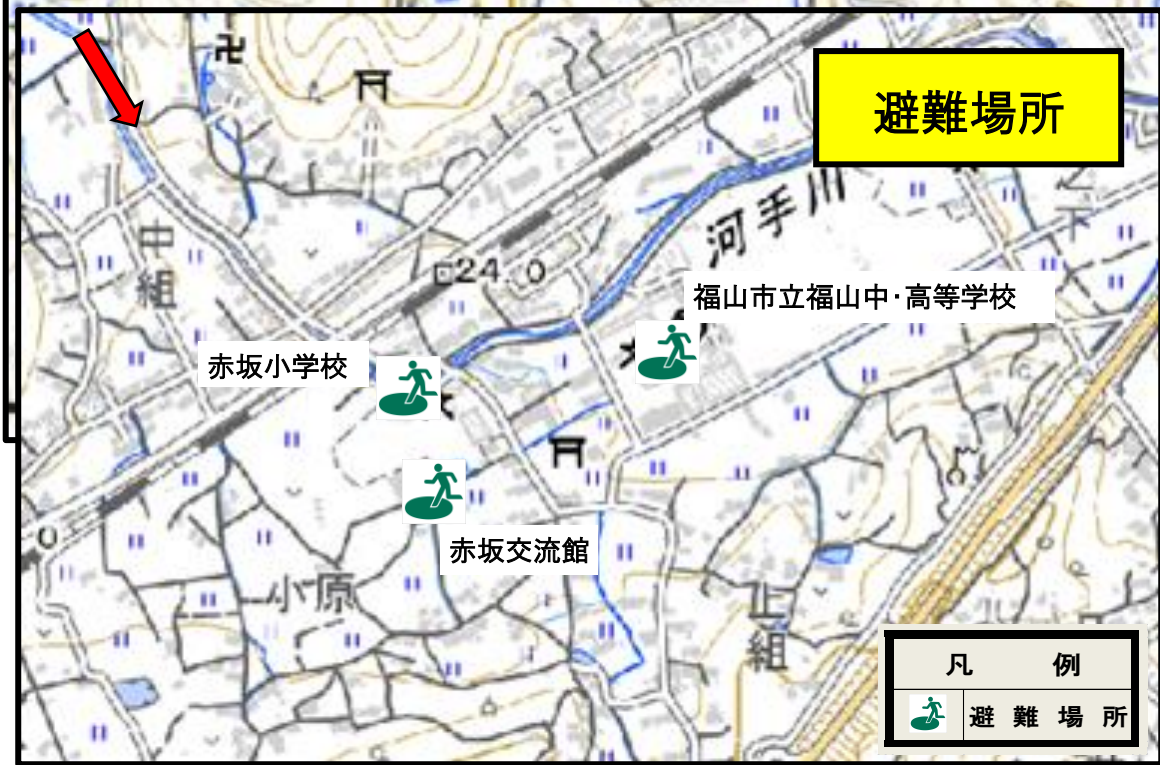 避難場所
河手川
中組
24.0
福山市立福山中・高等学校
赤坂小学校
赤坂交流館
小原
凡 例
避 難 場 所